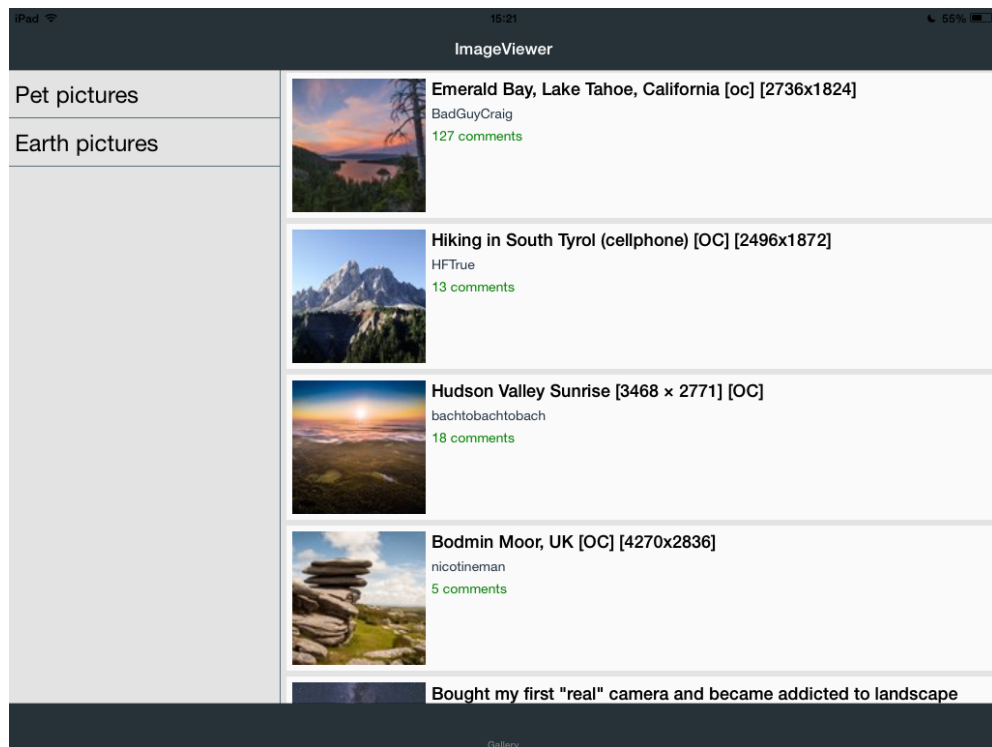 iPad 15:21 55%
ImageViewer
Pet pictures
Earth pictures
Emerald Bay, Lake Tahoe, California [oc] [2736x1824]
BadGuyCraig
127 comments
Hiking in South Tyrol (cellphone) [OC] [2496x1872]
HFTrue
13 comments
Hudson Valley Sunrise [3468 × 2771] [OC]
bachtobachtobach
18 comments
Bodmin Moor, UK [OC] [4270x2836]
nicotineman
5 comments
Bought my first "real" camera and became addicted to landscape
Gallery